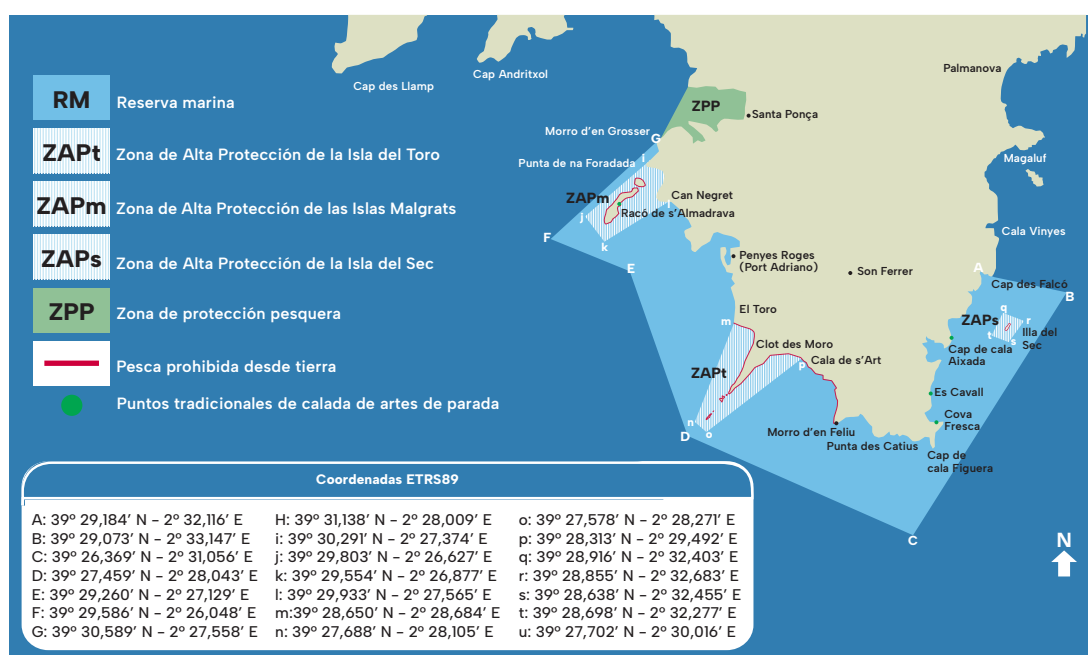 RM
Reserva marina
ZAPt
Zona de Alta Protección de la Isla del Toro
ZAPm
Zona de Alta Protección de las Islas Malgrats
ZAPs
Zona de Alta Protección de la Isla del Sec
ZPP
Zona de protección pesquera
Pesca prohibida desde tierra
Puntos tradicionales de calada de artes de parada
Cap des Llamp
Cap Andritxol
Palmanova
ZPP
Santa Ponça
Morro d'en Grosser
G
Punta de na Foradada
i
Magaluf
ZAPm
Can Negret
l
j
Racó de s'Almadrava
F
k
Cala Vinyes
E
Penyes Roges
(Port Adriano)
Son Ferrer
A
Cap des Falcó
B
El Toro
m
q
ZAPs
r
Illa del
Sec
t
s
Clot des Moro
Cala de s'Art
p
Cap de cala
Aixada
ZAPt
Es Cavall
n
D
o
Cova
Fresca
Morro d'en Feliu
Punta des Catius
Cap de
cala Figuera
C
N
Coordenadas ETRS89
A: 39º 29,184' N - 2º 32,116' E
B: 39º 29,073' N - 2º 33,147' E
C: 39º 26,369' N - 2º 31,056' E
D: 39º 27,459' N - 2º 28,043' E
E: 39º 29,260' N - 2º 27,129' E
F: 39º 29,586' N - 2º 26,048' E
G: 39º 30,589' N - 2º 27,558' E
H: 39º 31,138' N - 2º 28,009' E
i: 39º 30,291' N - 2º 27,374' E
j: 39º 29,803' N - 2º 26,627' E
k: 39º 29,554' N - 2º 26,877' E
l: 39º 29,933' N - 2º 27,565' E
m:39º 28,650' N - 2º 28,684' E
n: 39º 27,688' N - 2º 28,105' E
o: 39º 27,578' N - 2º 28,271' E
p: 39º 28,313' N - 2º 29,492' E
q: 39º 28,916' N - 2º 32,403' E
r: 39º 28,855' N - 2º 32,683' E
s: 39º 28,638' N - 2º 32,455' E
t: 39º 28,698' N - 2º 32,277' E
u: 39º 27,702' N - 2º 30,016' E